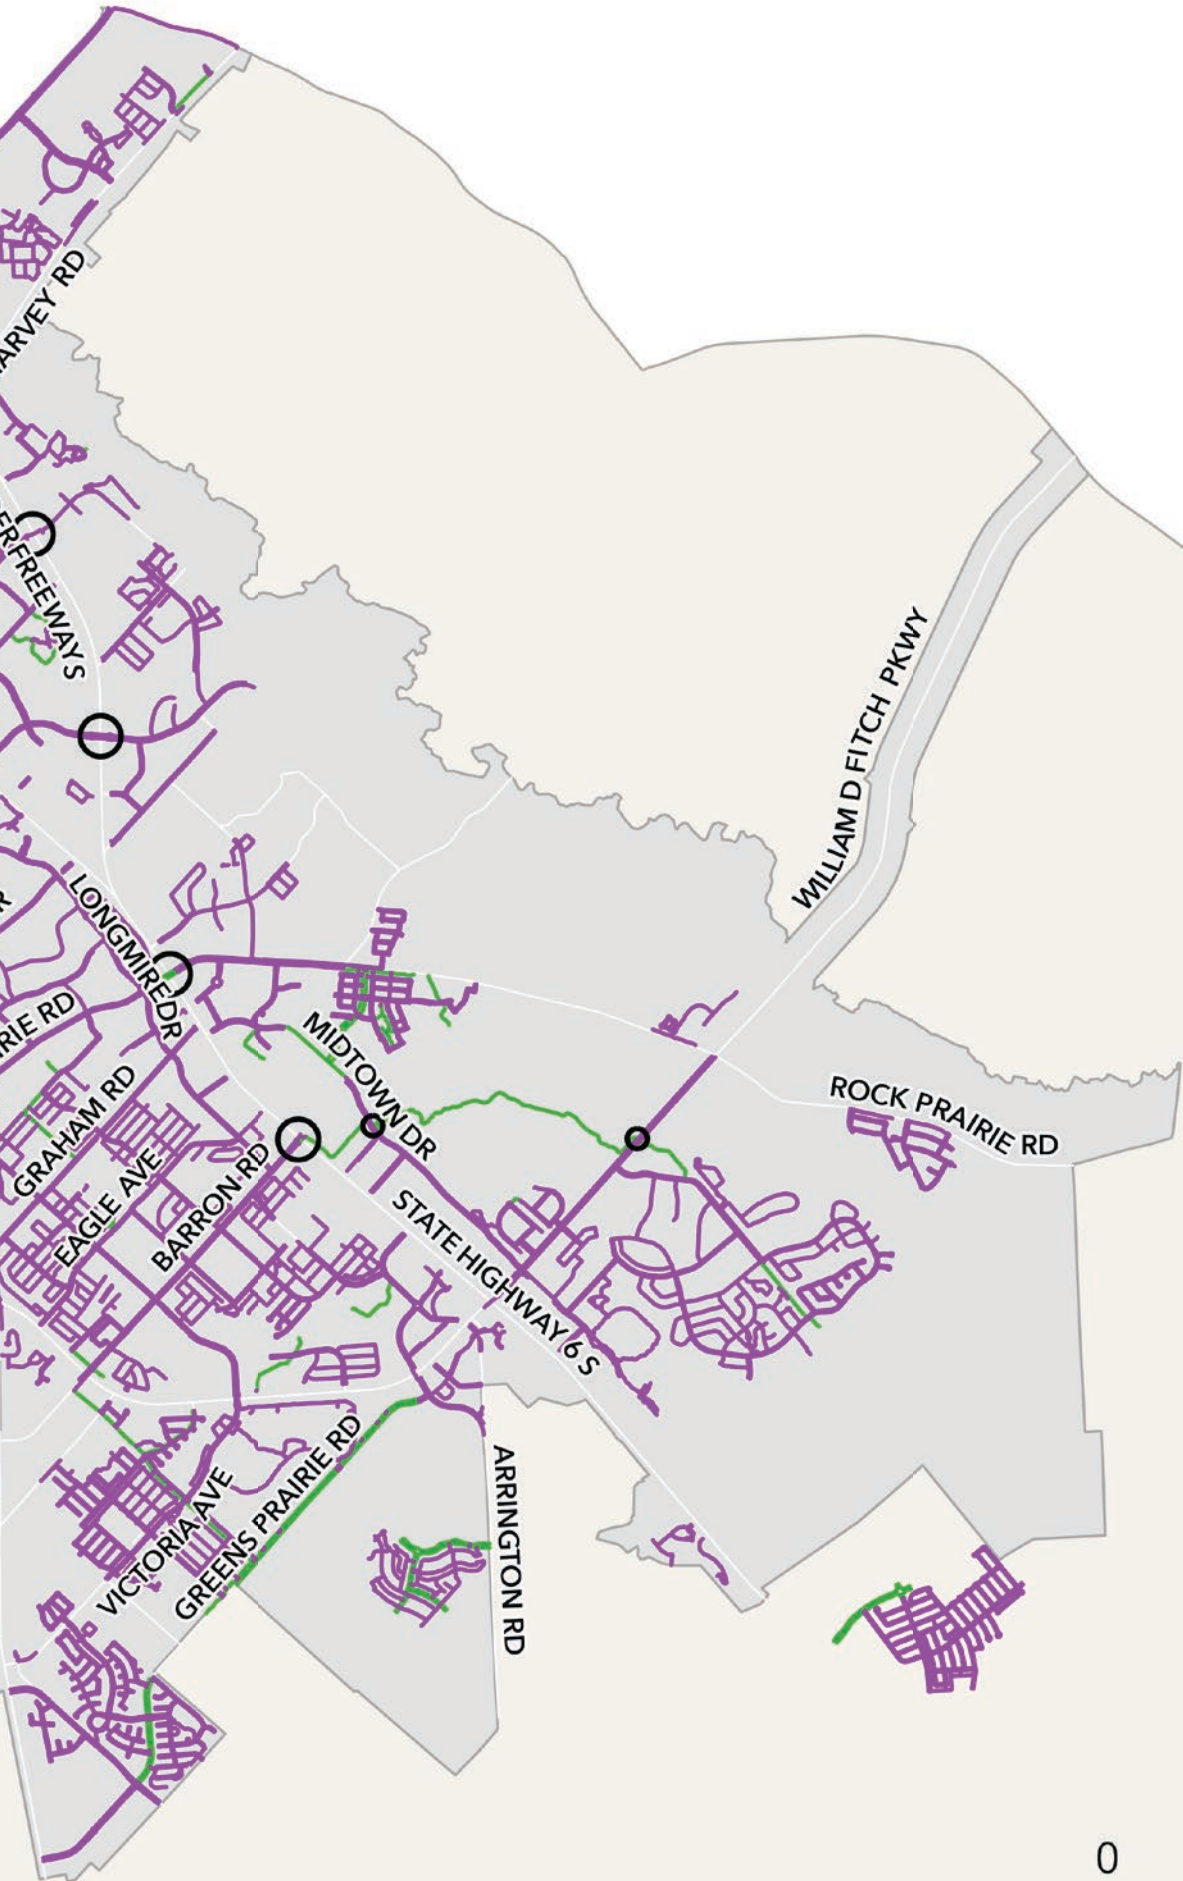 ARVEY RD
ERFREEWAY S
WILLIAM D FITCH PKWY
LONGMIRE DR
R
RIE RD
MIDTOWN DR
ROCK PRAIRIE RD
GRAHAM RD
EAGLE AVE
BARRON RD
STATE HIGHWAY 6 S
VICTORIA AVE
GREENS PRAIRIE RD
ARRINGTON RD
0